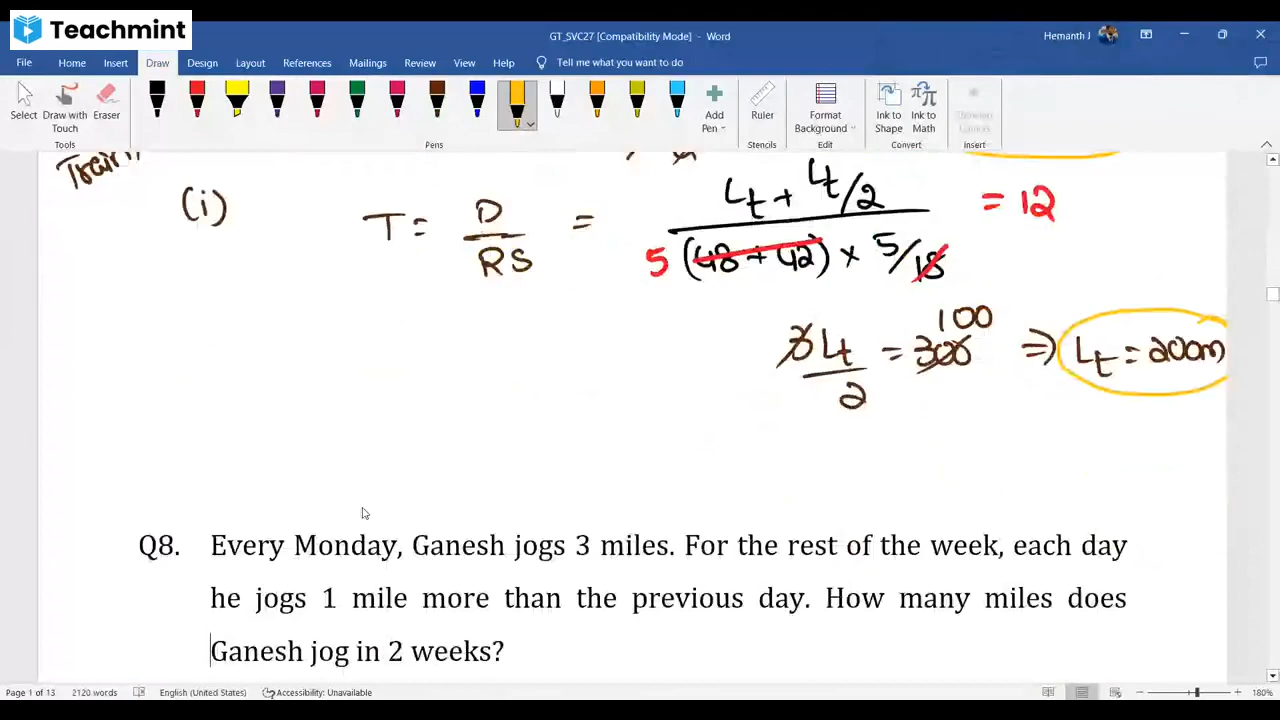 Teachmint
GT_SVC27 [Compatibility Mode] - Word
Hemanth J
File Home Insert Draw Design Layout References Mailings Review View Help Tell me what you want to do
Select
Draw with Touch
Eraser
Add Pen
Ruler
Format Background
Ink to Shape
Ink to Math
Tools
Pens
Stencils
Edit
Convert
Insert
Train
(i) T = D/RS = (Lt + Lt/2) / ((48 + 42) × 5/18) = 12
5
100
3Lt/2 = 300 ⇒ Lt = 200m
Q8. Every Monday, Ganesh jogs 3 miles. For the rest of the week, each day
he jogs 1 mile more than the previous day. How many miles does
Ganesh jog in 2 weeks?
Page 1 of 13 2120 words English (United States) Accessibility: Unavailable 180%